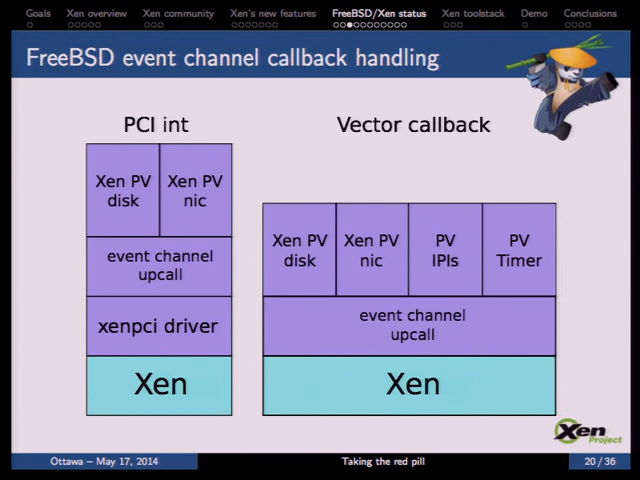 Goals Xen overview Xen community Xen's new features FreeBSD/Xen status Xen toolstack Demo Conclusions
FreeBSD event channel callback handling
PCI int
Xen PV
disk
Xen PV
nic
event channel
upcall
xenpci driver
Xen
Vector callback
Xen PV
disk
Xen PV
nic
PV
IPIs
PV
Timer
event channel
upcall
Xen
Xen
Project
Ottawa – May 17, 2014 Taking the red pill 20 / 36